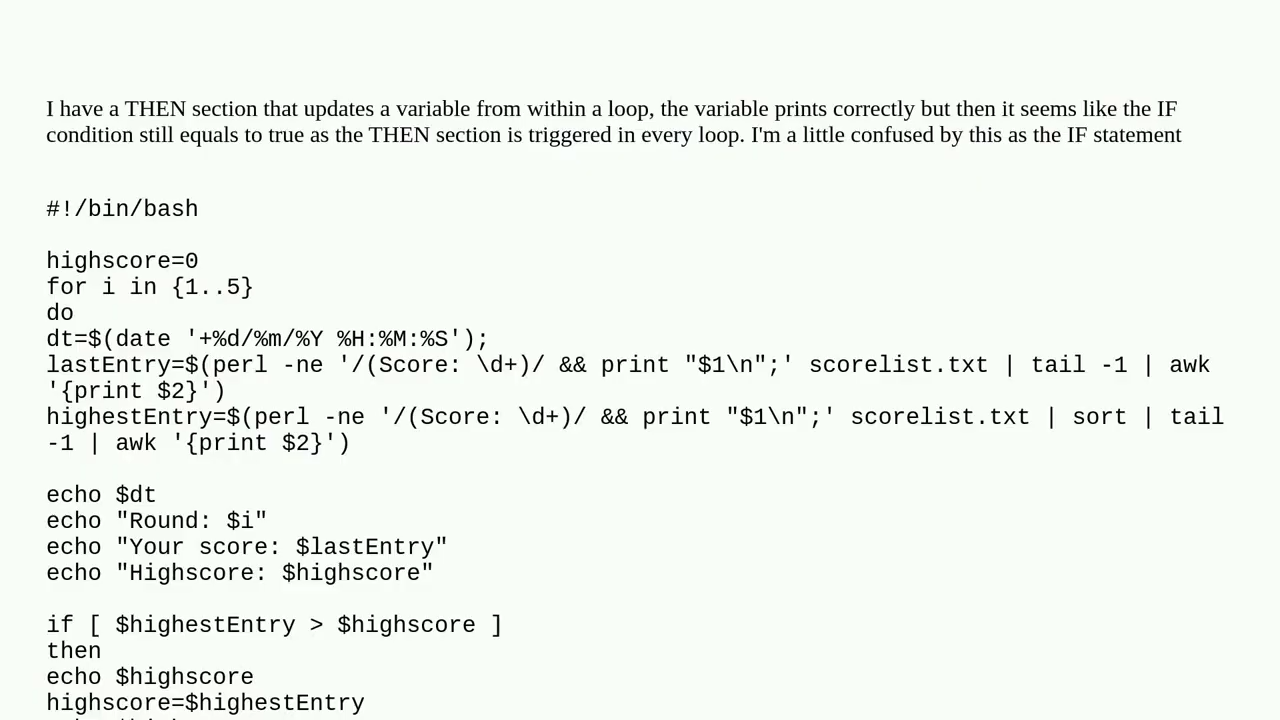 I have a THEN section that updates a variable from within a loop, the variable prints correctly but then it seems like the IF
condition still equals to true as the THEN section is triggered in every loop. I'm a little confused by this as the IF statement
#!/bin/bash
highscore=0
for i in {1..5}
do
dt=$(date '+%d/%m/%Y %H:%M:%S');
lastEntry=$(perl -ne '/(Score: \d+)/ && print "$1\n";' scorelist.txt | tail -1 | awk
'{print $2}')
highestEntry=$(perl -ne '/(Score: \d+)/ && print "$1\n";' scorelist.txt | sort | tail
-1 | awk '{print $2}')
echo $dt
echo "Round: $i"
echo "Your score: $lastEntry"
echo "Highscore: $highscore"
if [ $highestEntry > $highscore ]
then
echo $highscore
highscore=$highestEntry